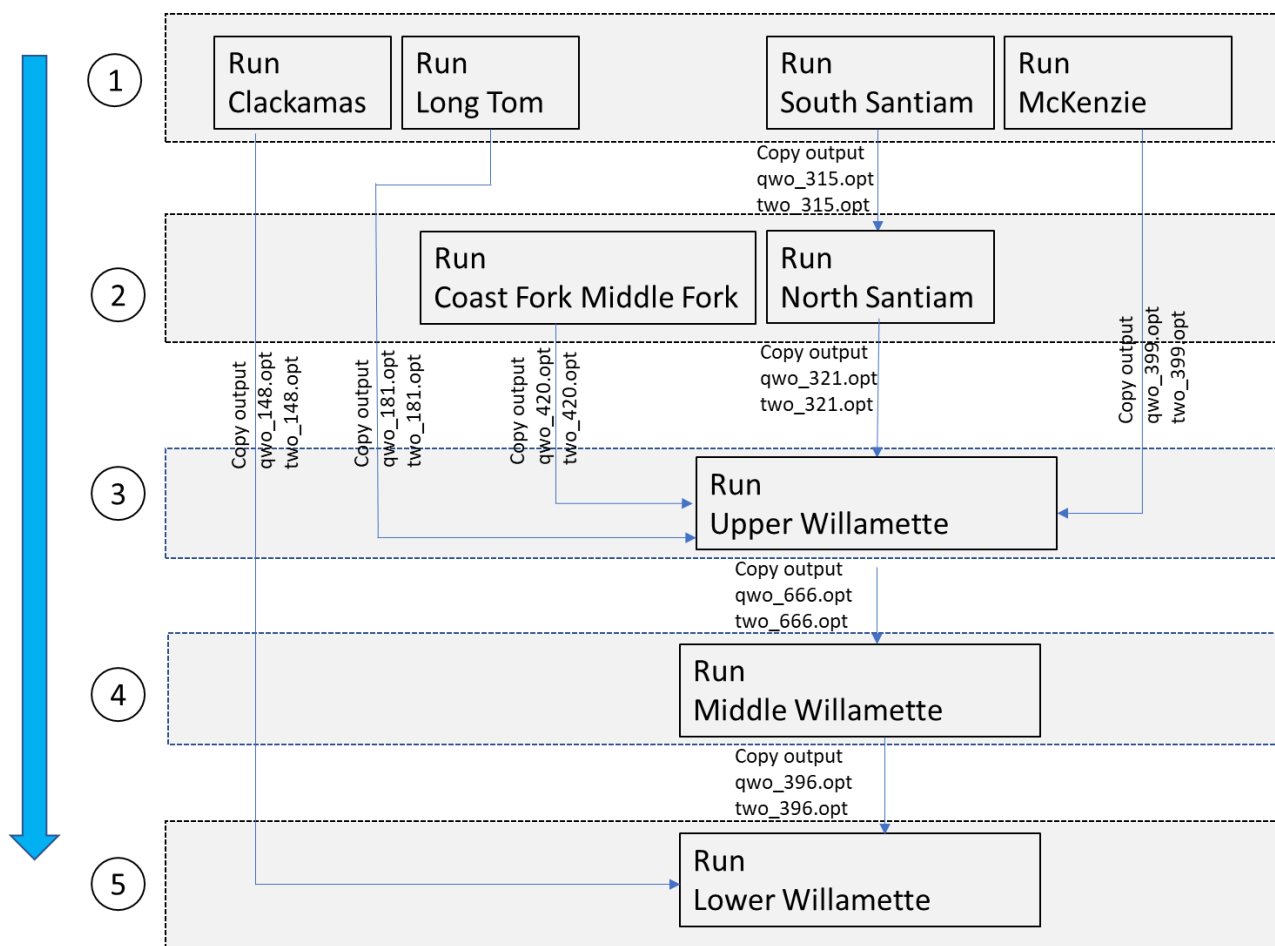 1
Run
Clackamas
Run
Long Tom
Run
South Santiam
Run
McKenzie
Copy output
qwo_315.opt
two_315.opt
2
Run
Coast Fork Middle Fork
Run
North Santiam
Copy output
qwo_148.opt
two_148.opt
Copy output
qwo_181.opt
two_181.opt
Copy output
qwo_420.opt
two_420.opt
Copy output
qwo_321.opt
two_321.opt
Copy output
qwo_399.opt
two_399.opt
3
Run
Upper Willamette
Copy output
qwo_666.opt
two_666.opt
4
Run
Middle Willamette
Copy output
qwo_396.opt
two_396.opt
5
Run
Lower Willamette